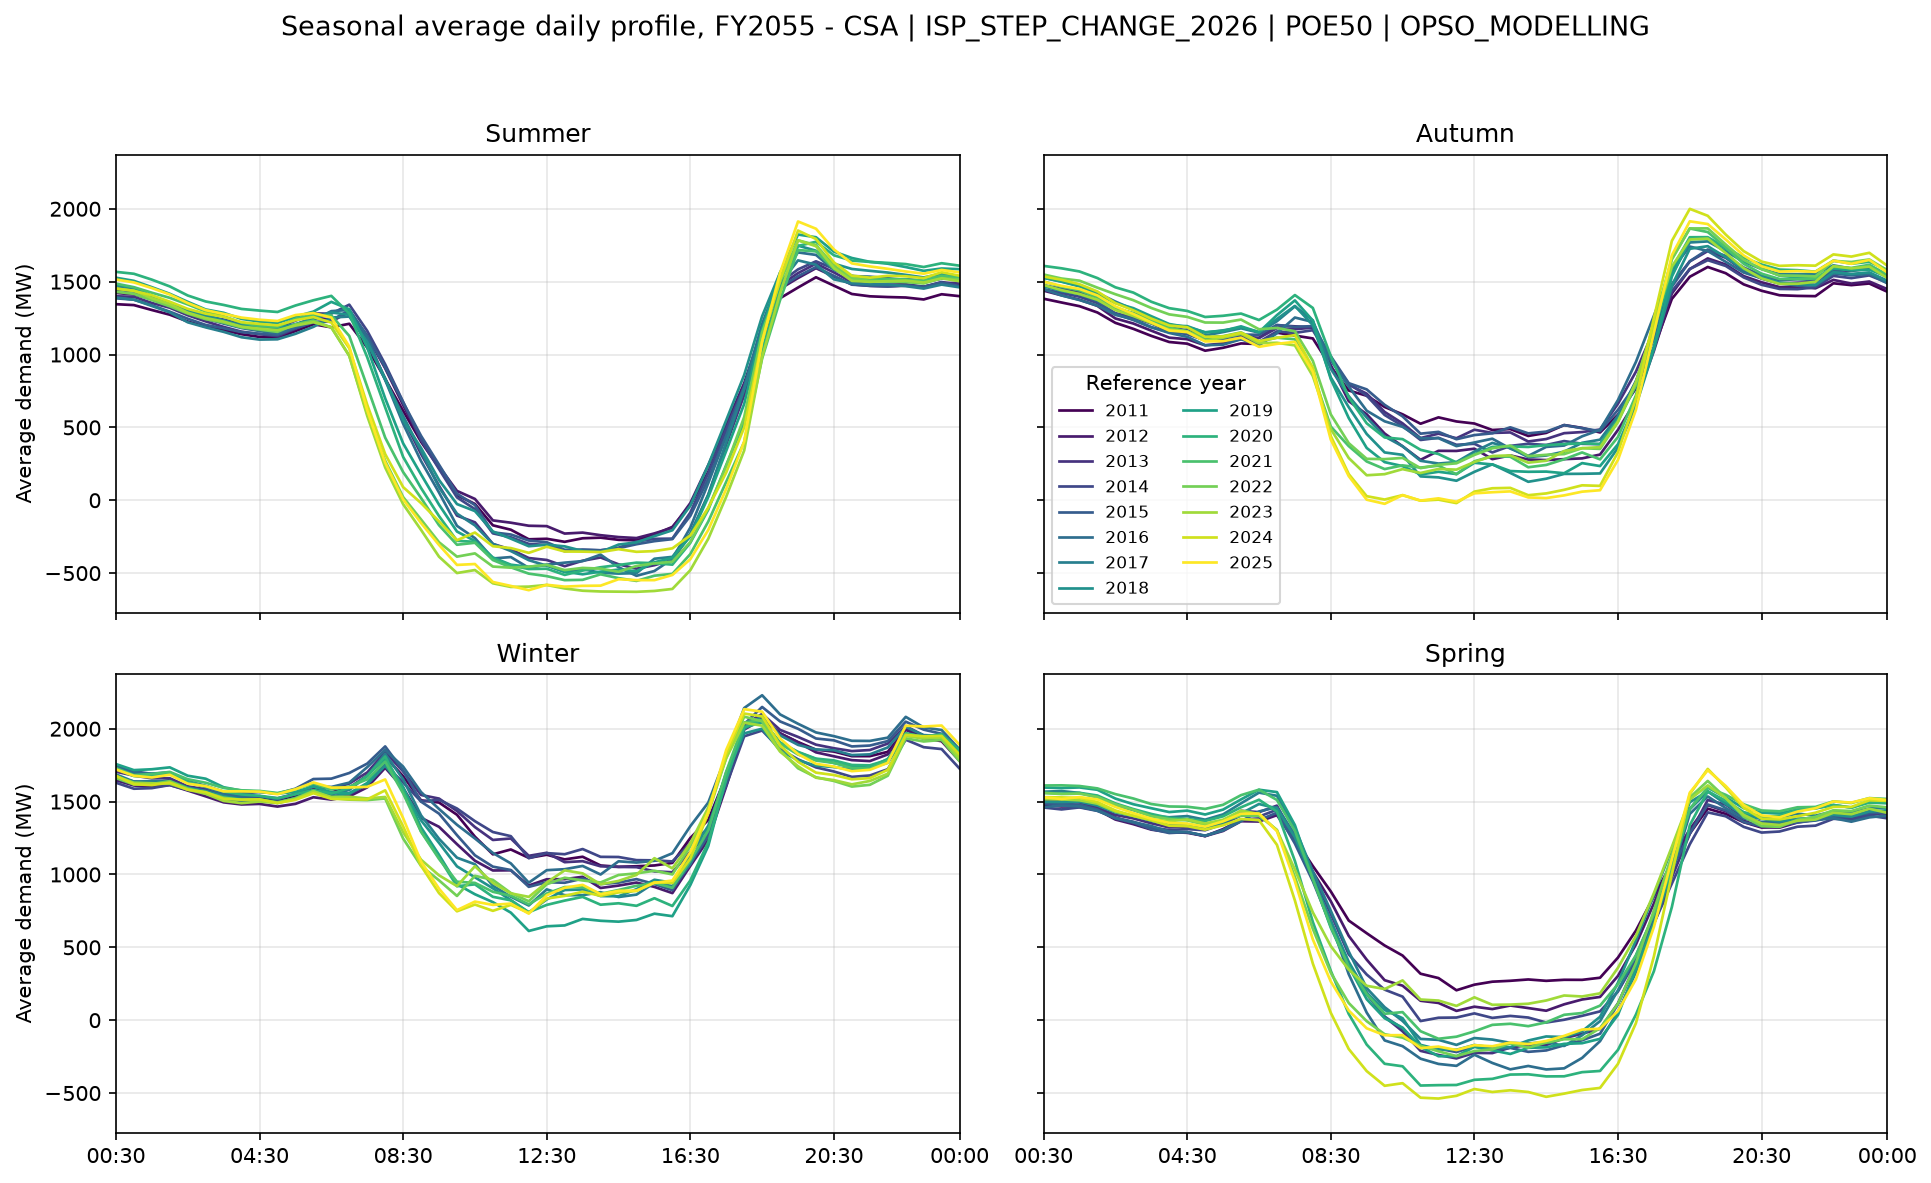 Seasonal average daily profile, FY2055 - CSA | ISP_STEP_CHANGE_2026 | POE50 | OPSO_MODELLING
Summer
Autumn
Average demand (MW)
2000
1500
1000
500
0
−500
Reference year
2011
2012
2013
2014
2015
2016
2017
2018
2019
2020
2021
2022
2023
2024
2025
Winter
Spring
Average demand (MW)
2000
1500
1000
500
0
−500
00:30 04:30 08:30 12:30 16:30 20:30 00:00
00:30 04:30 08:30 12:30 16:30 20:30 00:00